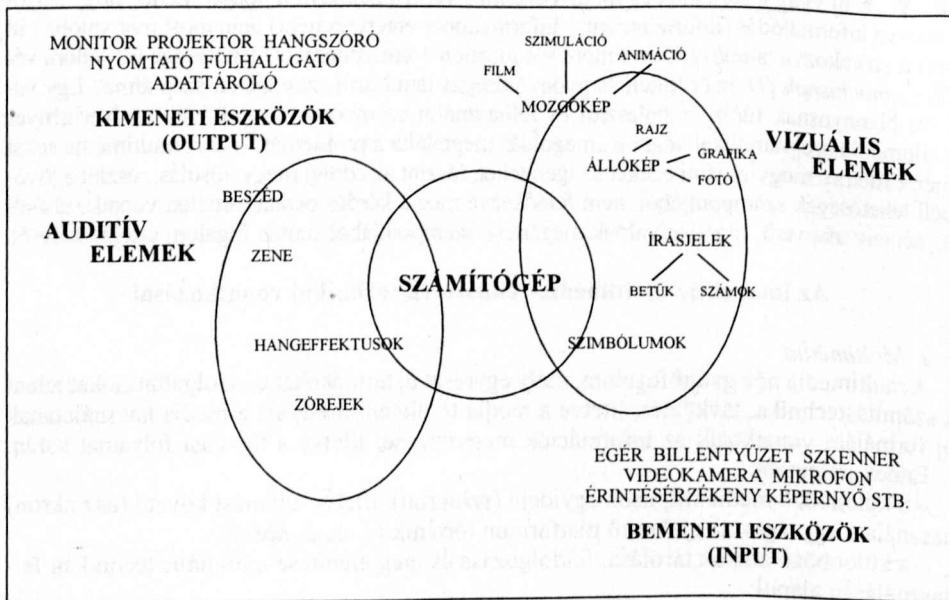 MONITOR PROJEKTOR HANGSZÓRÓ
NYOMTATÓ FÜLHALLGATÓ
ADATTÁROLÓ
KIMENETI ESZKÖZÖK
(OUTPUT)
SZIMULÁCIÓ
ANIMÁCIÓ
FILM
MOZGÓKÉP
RAJZ
ÁLLÓKÉP
GRAFIKA
FOTÓ
VIZUÁLIS
ELEMEK
BESZÉD
AUDITÍV
ELEMEK
ZENE
ÍRÁSJELEK
SZÁMÍTÓGÉP
BETŰK
SZÁMOK
HANGEFFEKTUSOK
SZIMBÓLUMOK
ZÖREJEK
EGÉR BILLENTYŰZET SZKENNER
VIDEOKAMERA MIKROFON
ÉRINTÉSÉRZÉKENY KÉPERNYŐ STB.
BEMENETI ESZKÖZÖK
(INPUT)